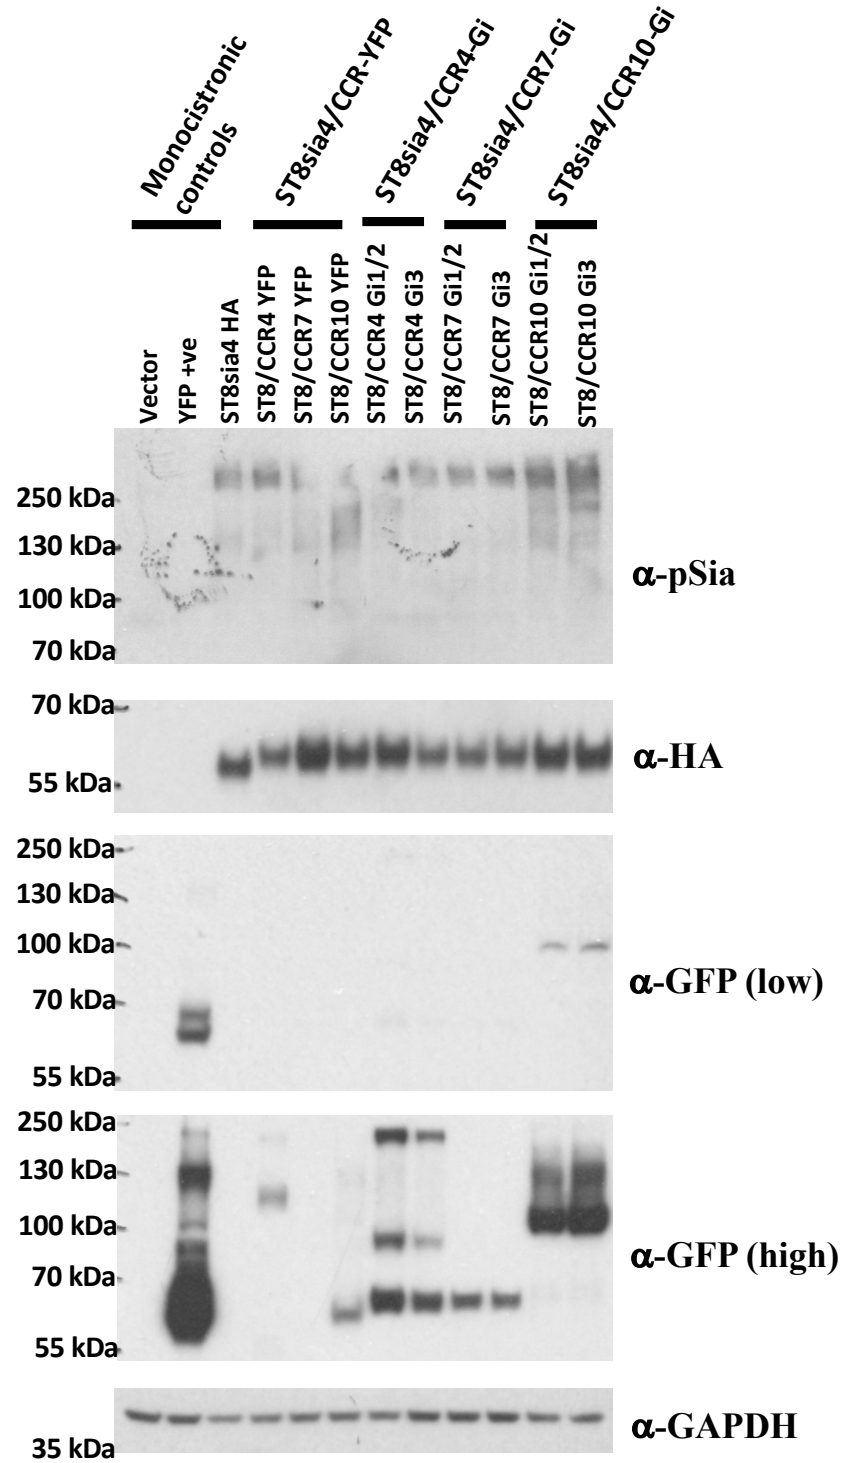 Monocistronic
controls
ST8sia4/CCR-YFP
ST8sia4/CCR4-Gi
ST8sia4/CCR7-Gi
ST8sia4/CCR10-Gi
Vector
YFP +ve
ST8sia4 HA
ST8/CCR4 YFP
ST8/CCR7 YFP
ST8/CCR10 YFP
ST8/CCR4 Gi1/2
ST8/CCR4 Gi3
ST8/CCR7 Gi1/2
ST8/CCR7 Gi3
ST8/CCR10 Gi1/2
ST8/CCR10 Gi3
250 kDa
130 kDa
100 kDa
70 kDa
α-pSia
70 kDa
55 kDa
α-HA
250 kDa
130 kDa
100 kDa
70 kDa
55 kDa
α-GFP (low)
250 kDa
130 kDa
100 kDa
70 kDa
55 kDa
α-GFP (high)
35 kDa
α-GAPDH